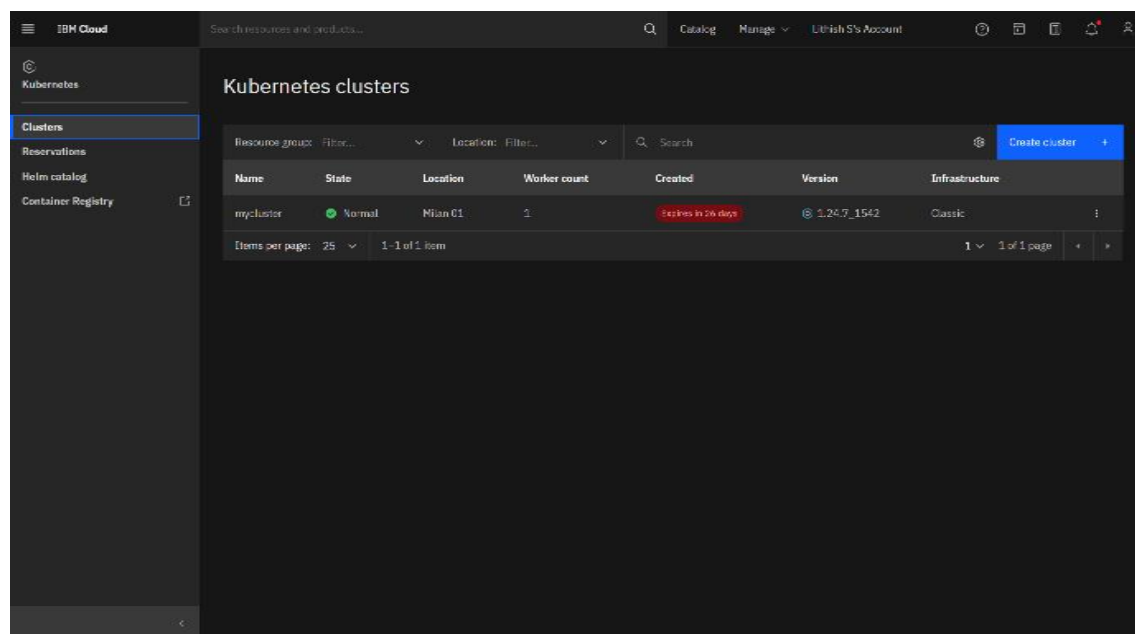 IBM Cloud
Search resources and products...
Catalog
Manage
Lithish S's Account
Kubernetes
Clusters
Reservations
Helm catalog
Container Registry
Kubernetes clusters
Resource group: Filter...
Location: Filter...
Search
Create cluster +
Name State Location Worker count Created Version Infrastructure
mycluster Normal Milan 01 1 Expires in 26 days 1.24.7_1542 Classic
Items per page: 25 1–1 of 1 item 1 1 of 1 page